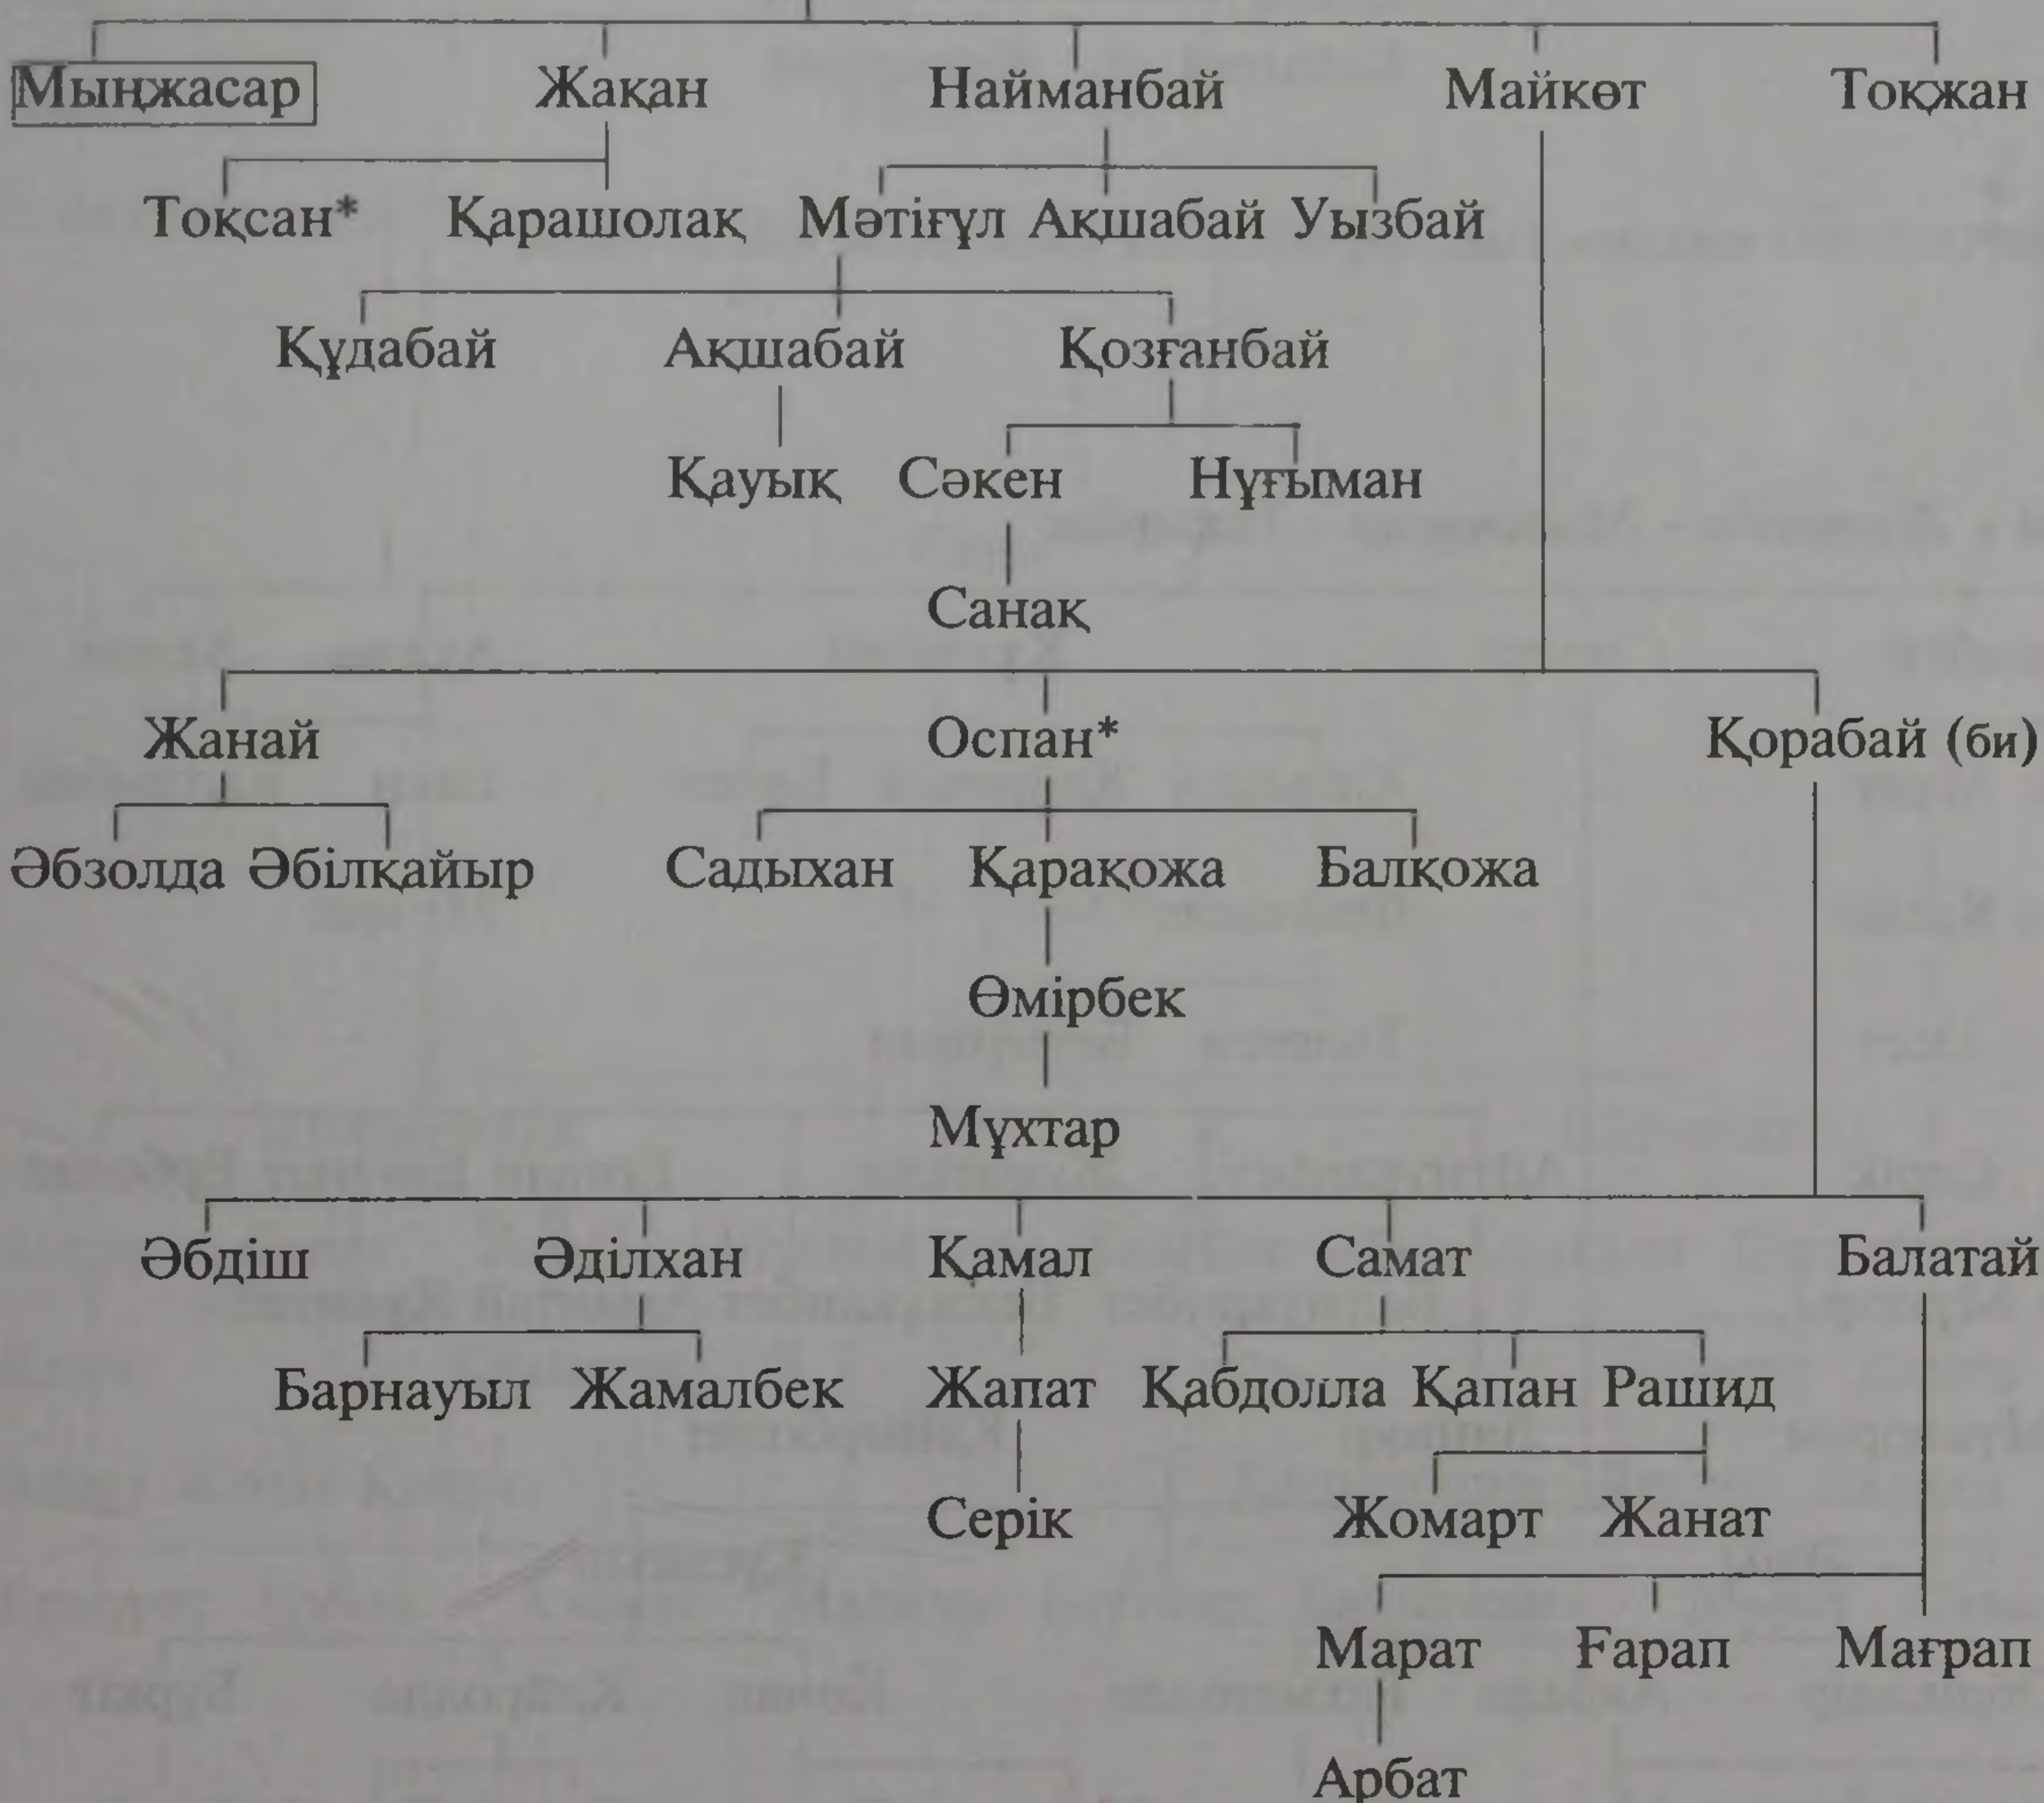 Мыңжасар Жақан Найманбай Майкөт Тоқжан
Тоқсан* Қарашолақ Мәтіғұл Ақшабай Уызбай
Құдабай Ақшабай Қозғанбай
Қауық Сәкен Нұғыман
Санақ
Жанай Оспан* Қорабай (би)
Әбзолда Әбілқайыр Садыхан Қарақожа Балқожа
Өмірбек
Мұхтар
Әбдіш Әділхан Қамал Самат Балатай
Барнауыл Жамалбек Жапат Қабдолла Қапан Рашид
Серік Жомарт Жанат
Марат Ғарап Мағрап
Арбат